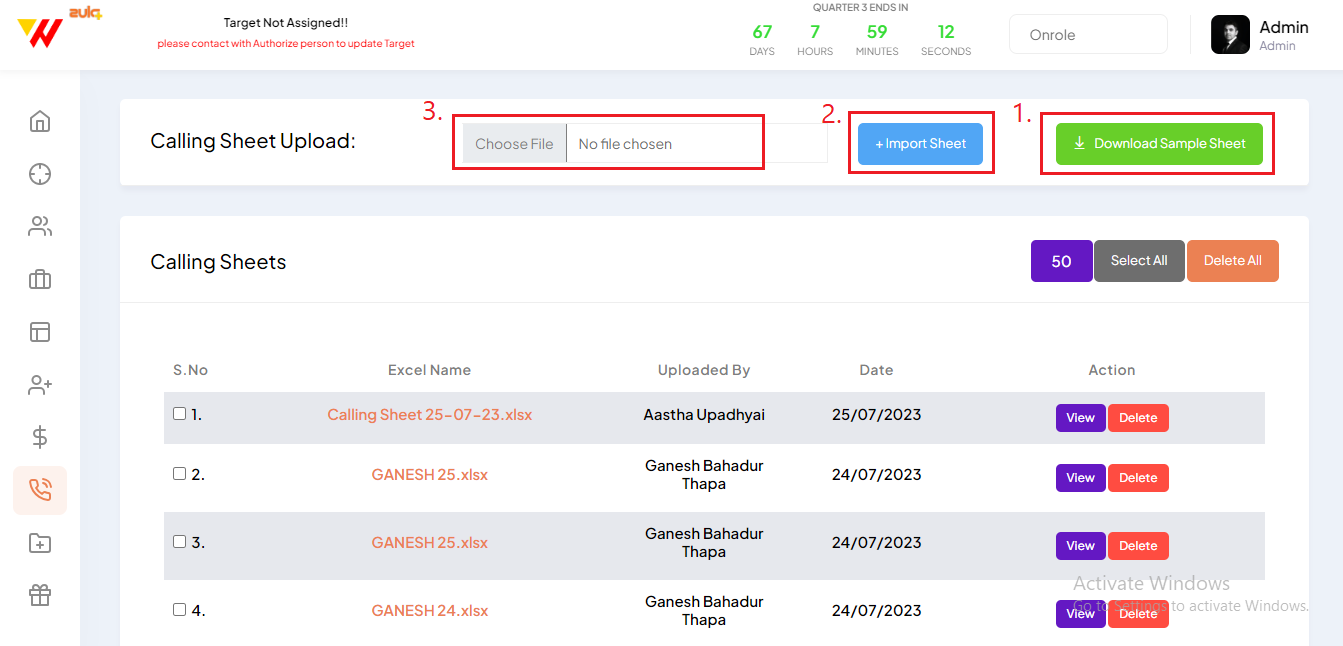 zulq
Target Not Assigned!!
please contact with Authorize person to update Target
QUARTER 3 ENDS IN
67 7 59 12
DAYS HOURS MINUTES SECONDS
Onrole
Admin
Admin
Calling Sheet Upload:
3.
Choose File No file chosen
2.
+ Import Sheet
1.
Download Sample Sheet
Calling Sheets
50 Select All Delete All
S.No Excel Name Uploaded By Date Action
1. Calling Sheet 25-07-23.xlsx Aastha Upadhyai 25/07/2023 View Delete
2. GANESH 25.xlsx Ganesh Bahadur Thapa 24/07/2023 View Delete
3. GANESH 25.xlsx Ganesh Bahadur Thapa 24/07/2023 View Delete
4. GANESH 24.xlsx Ganesh Bahadur Thapa 24/07/2023 View Delete
Activate Windows
Go to Settings to activate Windows.